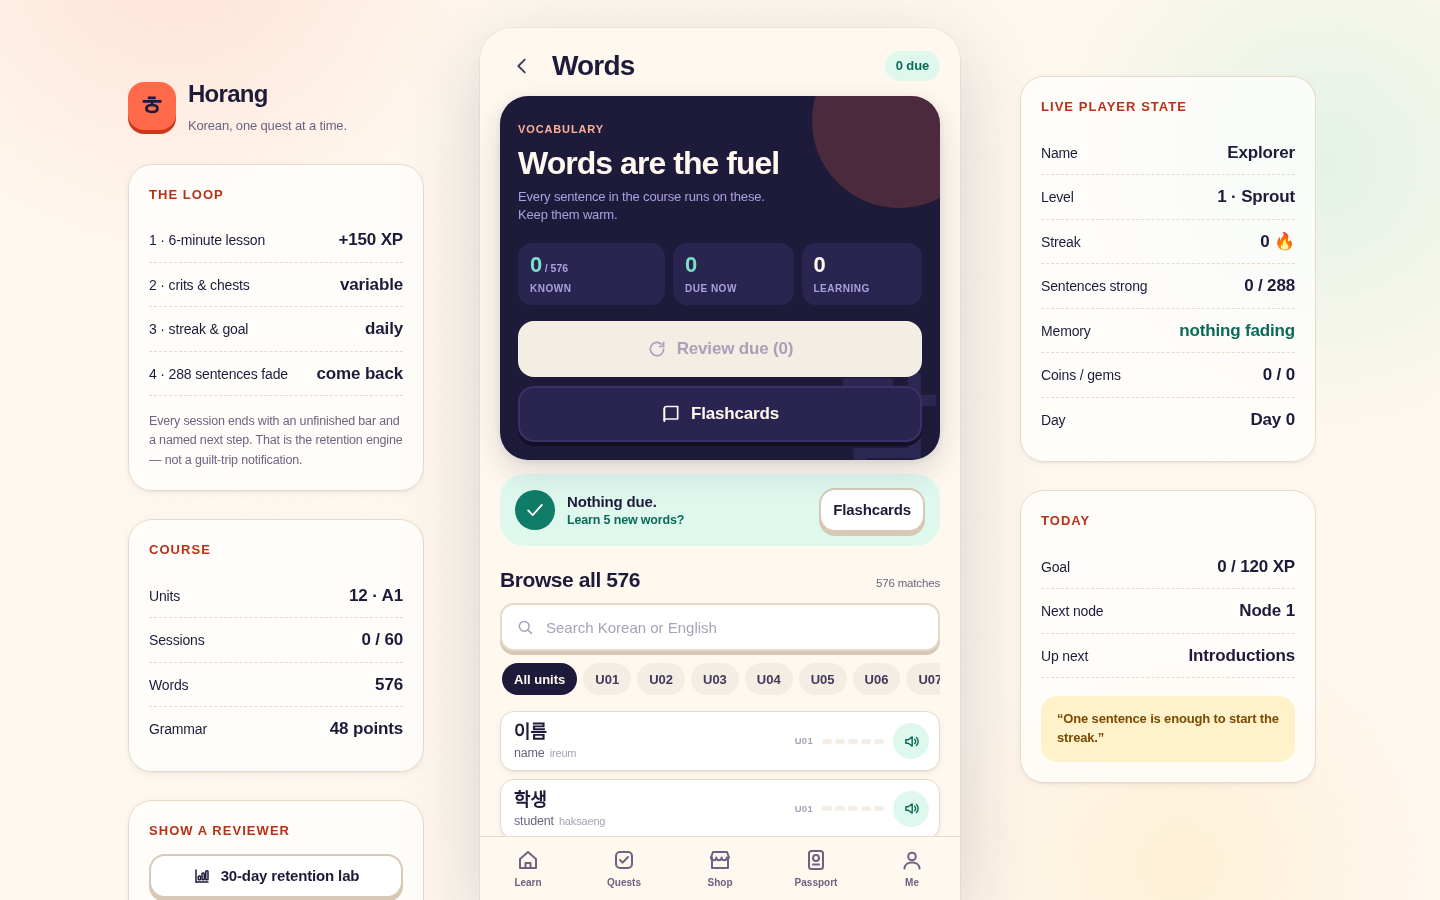 ㅎ
Horang
Korean, one quest at a time.
THE LOOP
1 · 6-minute lesson +150 XP
2 · crits & chests variable
3 · streak & goal daily
4 · 288 sentences fade come back
Every session ends with an unfinished bar and
a named next step. That is the retention engine
— not a guilt-trip notification.
COURSE
Units 12 · A1
Sessions 0 / 60
Words 576
Grammar 48 points
SHOW A REVIEWER
30-day retention lab
Words
0 due
VOCABULARY
Words are the fuel
Every sentence in the course runs on these.
Keep them warm.
0 / 576
KNOWN
0
DUE NOW
0
LEARNING
Review due (0)
Flashcards
Nothing due.
Learn 5 new words?
Flashcards
Browse all 576
576 matches
Search Korean or English
All units U01 U02 U03 U04 U05 U06 U07
이름
name ireum
U01
학생
student haksaeng
U01
Learn Quests Shop Passport Me
LIVE PLAYER STATE
Name Explorer
Level 1 · Sprout
Streak 0 🔥
Sentences strong 0 / 288
Memory nothing fading
Coins / gems 0 / 0
Day Day 0
TODAY
Goal 0 / 120 XP
Next node Node 1
Up next Introductions
“One sentence is enough to start the
streak.”